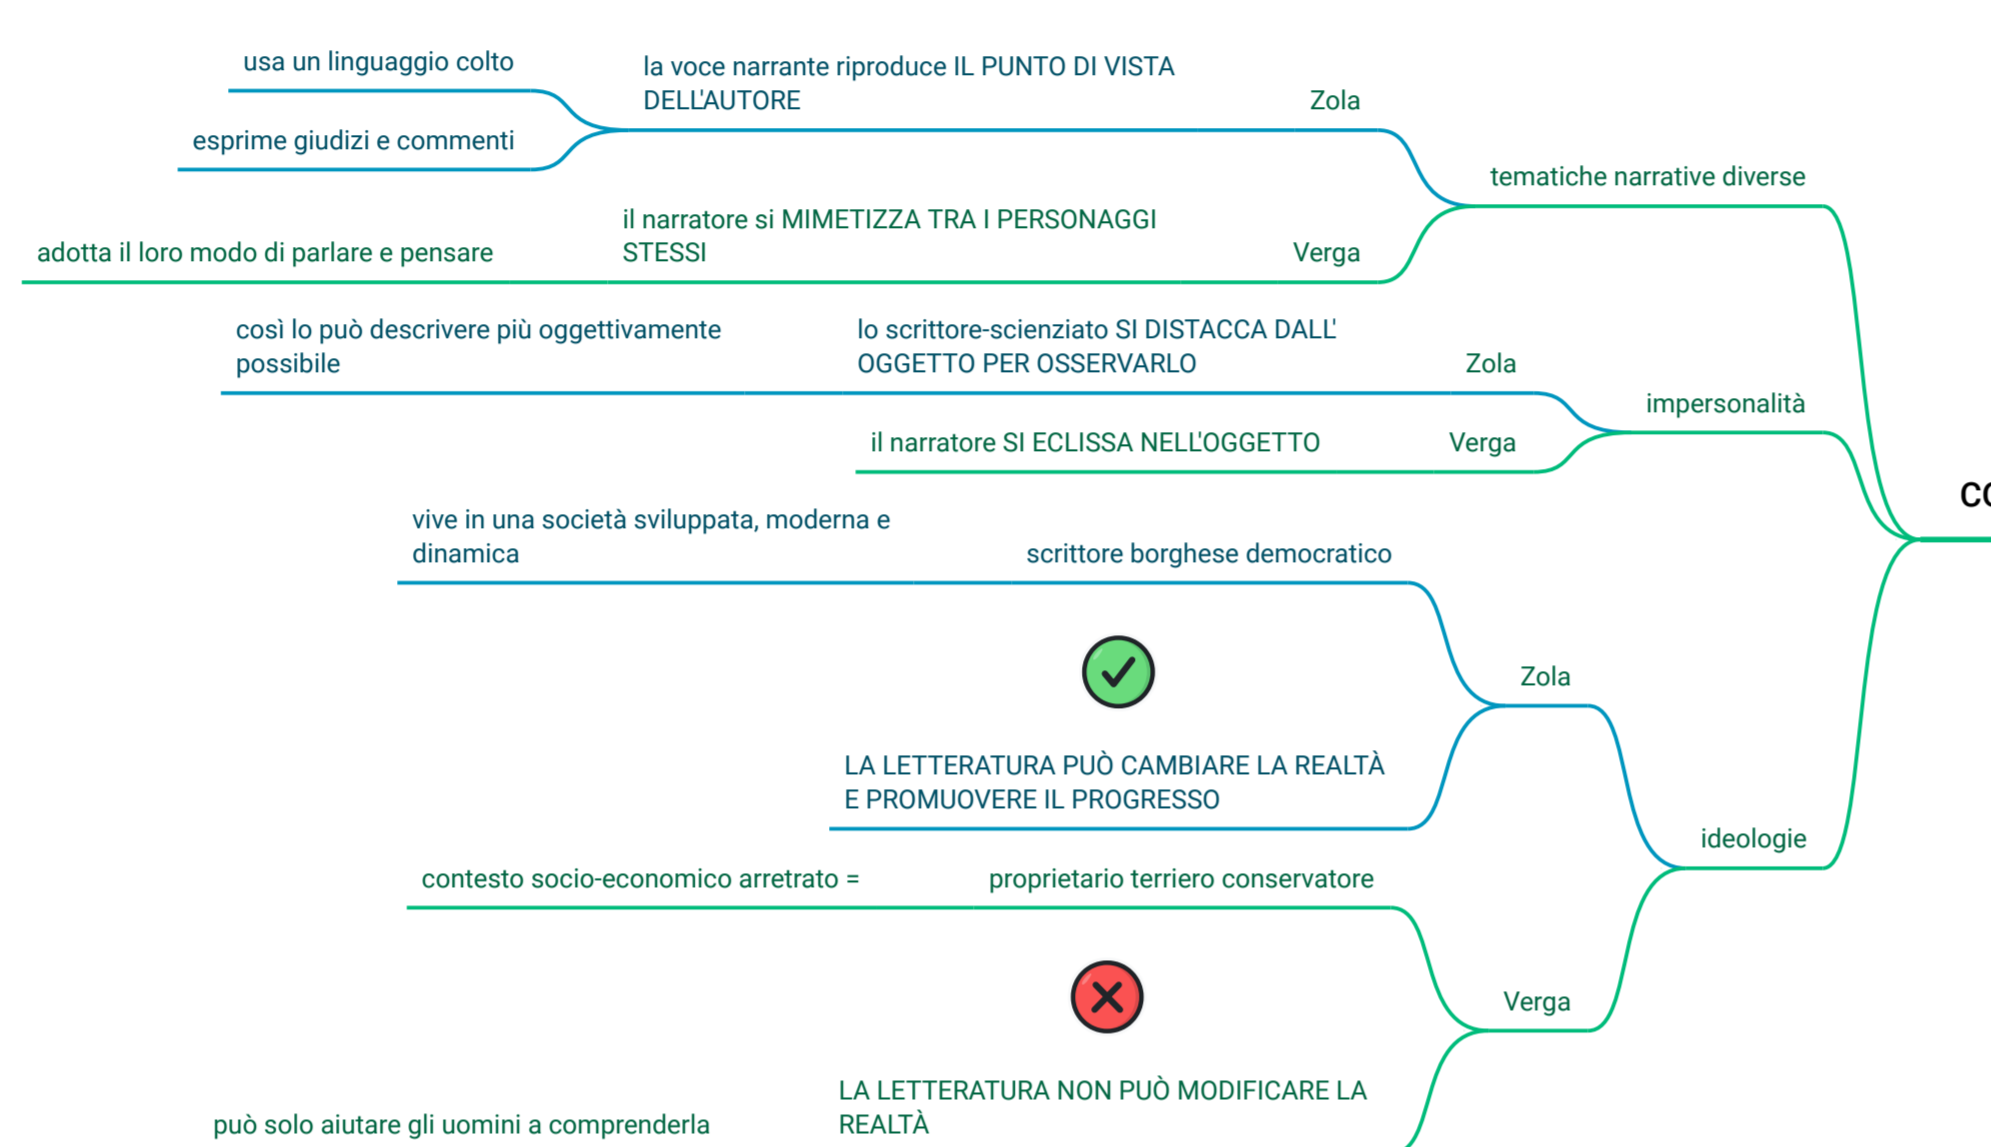 usa un linguaggio colto
esprime giudizi e commenti
la voce narrante riproduce IL PUNTO DI VISTA
DELL'AUTORE
Zola
tematiche narrative diverse
il narratore si MIMETIZZA TRA I PERSONAGGI
STESSI
adotta il loro modo di parlare e pensare
Verga
così lo può descrivere più oggettivamente
possibile
lo scrittore-scienziato SI DISTACCA DALL'
OGGETTO PER OSSERVARLO
Zola
impersonalità
il narratore SI ECLISSA NELL'OGGETTO
Verga
vive in una società sviluppata, moderna e
dinamica
scrittore borghese democratico
Zola
LA LETTERATURA PUÒ CAMBIARE LA REALTÀ
E PROMUOVERE IL PROGRESSO
ideologie
contesto socio-economico arretrato =
proprietario terriero conservatore
Verga
LA LETTERATURA NON PUÒ MODIFICARE LA
REALTÀ
può solo aiutare gli uomini a comprenderla